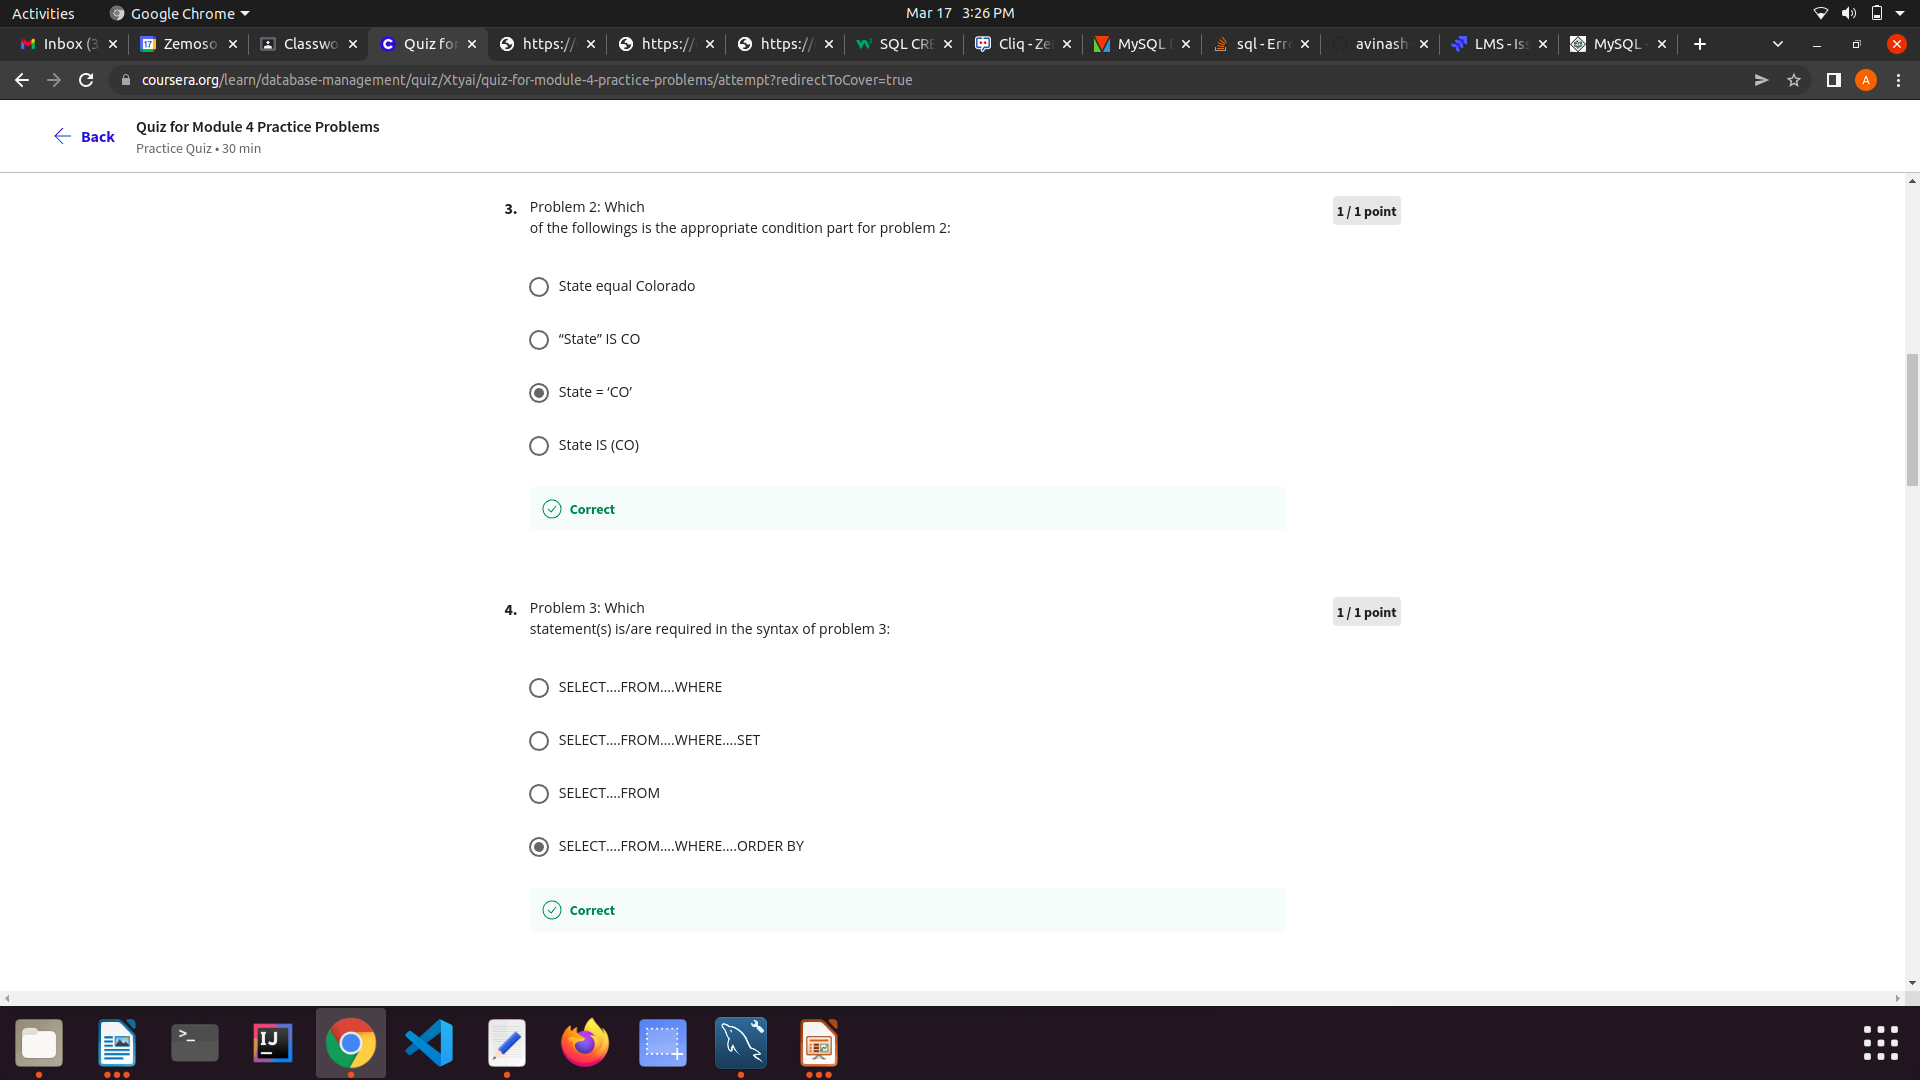 Activities Google Chrome Mar 17 3:26 PM
Inbox (3 Zemoso Classwo Quiz for https:// https:// https:// SQL CRE Cliq - Ze MySQL sql - Erro avinash LMS - Iss MySQL -
coursera.org/learn/database-management/quiz/Xtyai/quiz-for-module-4-practice-problems/attempt?redirectToCover=true A
Back Quiz for Module 4 Practice Problems
Practice Quiz • 30 min
3. Problem 2: Which 1 / 1 point
of the followings is the appropriate condition part for problem 2:
State equal Colorado
“State” IS CO
State = ‘CO’
State IS (CO)
Correct
4. Problem 3: Which 1 / 1 point
statement(s) is/are required in the syntax of problem 3:
SELECT....FROM....WHERE
SELECT....FROM....WHERE....SET
SELECT....FROM
SELECT....FROM....WHERE....ORDER BY
Correct